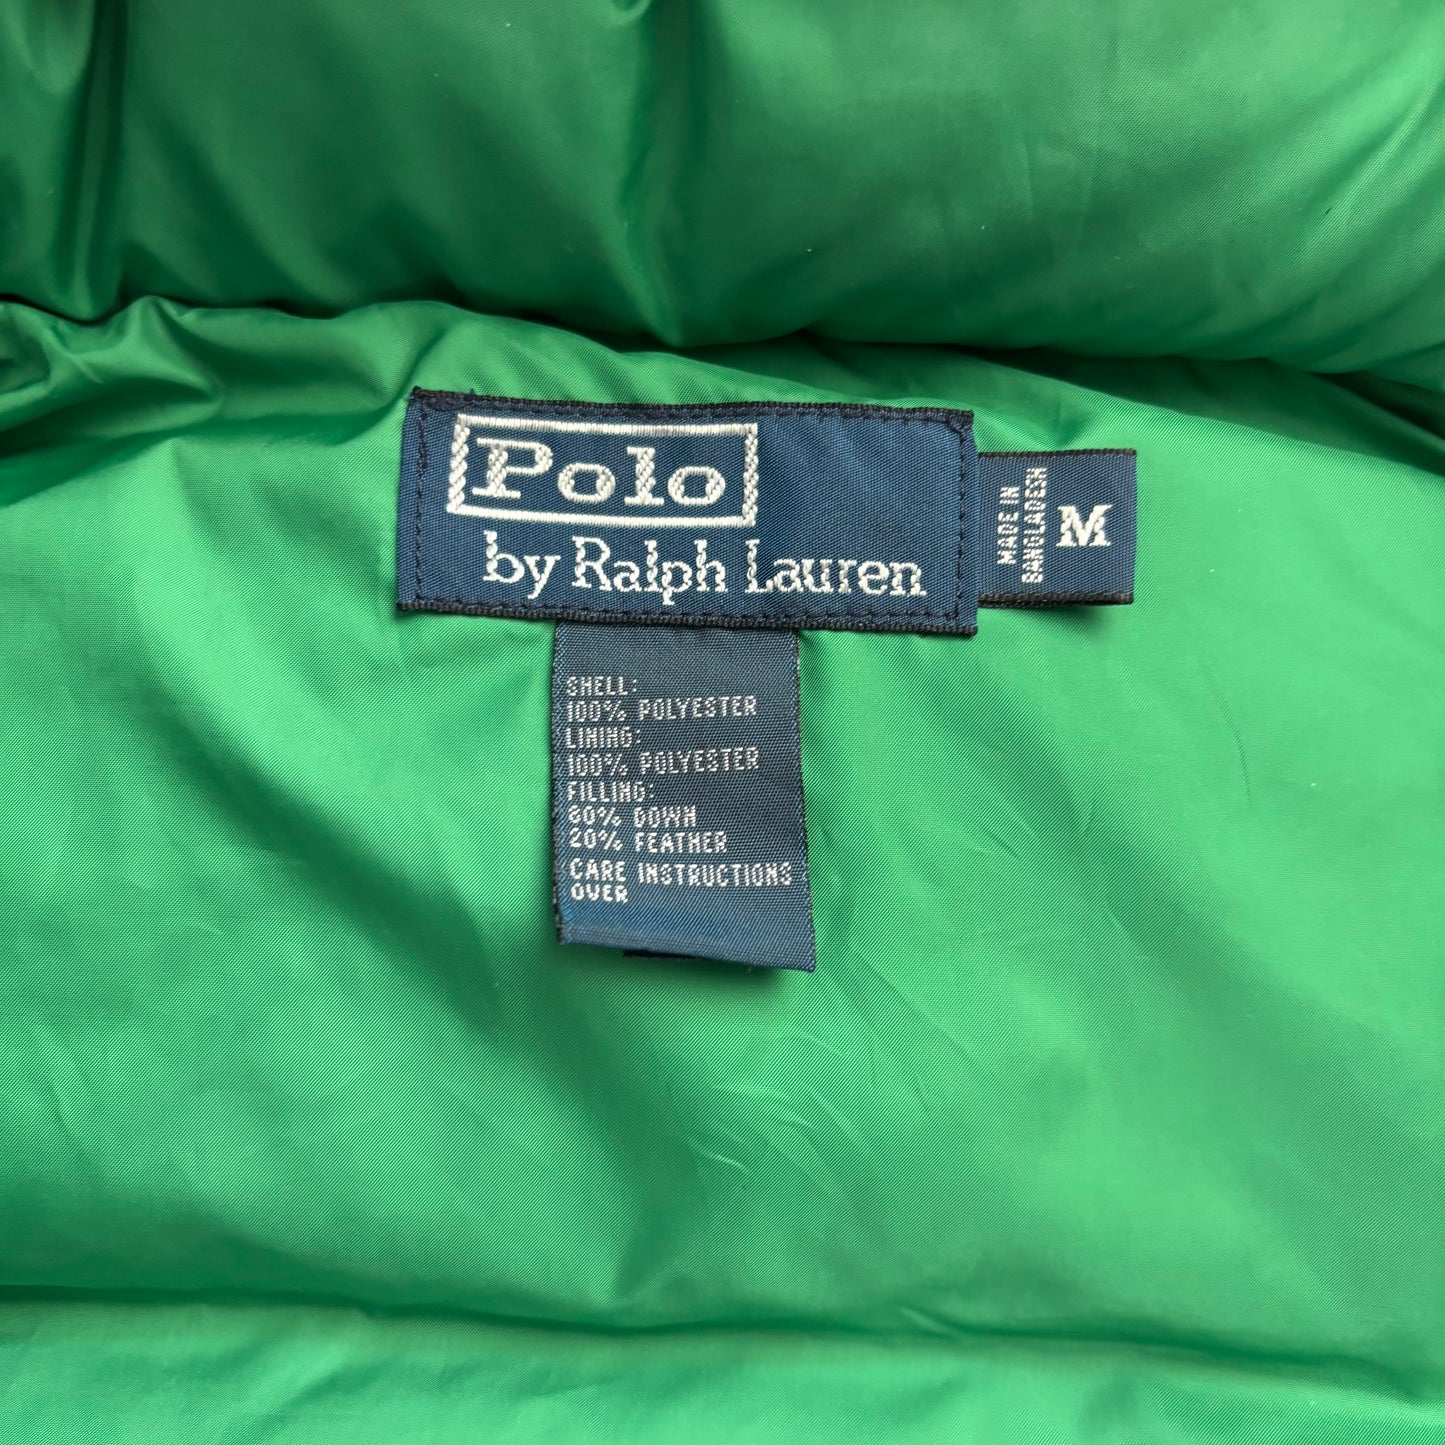 Polo
by Ralph Lauren
MADE IN
BANGLADESH
M
SHELL:
100% POLYESTER
LINING:
100% POLYESTER
FILLING:
80% DOWN
20% FEATHER
CARE INSTRUCTIONS
OVER